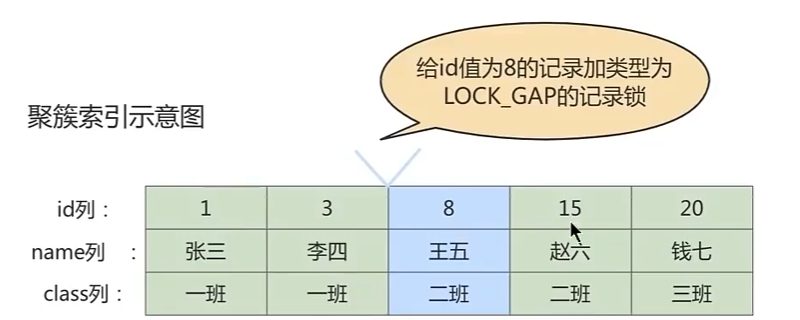 给id值为8的记录加类型为
LOCK_GAP的记录锁
聚簇索引示意图
id列： 1 3 8 15 20
name列 ： 张三 李四 王五 赵六 钱七
class列： 一班 一班 二班 二班 三班